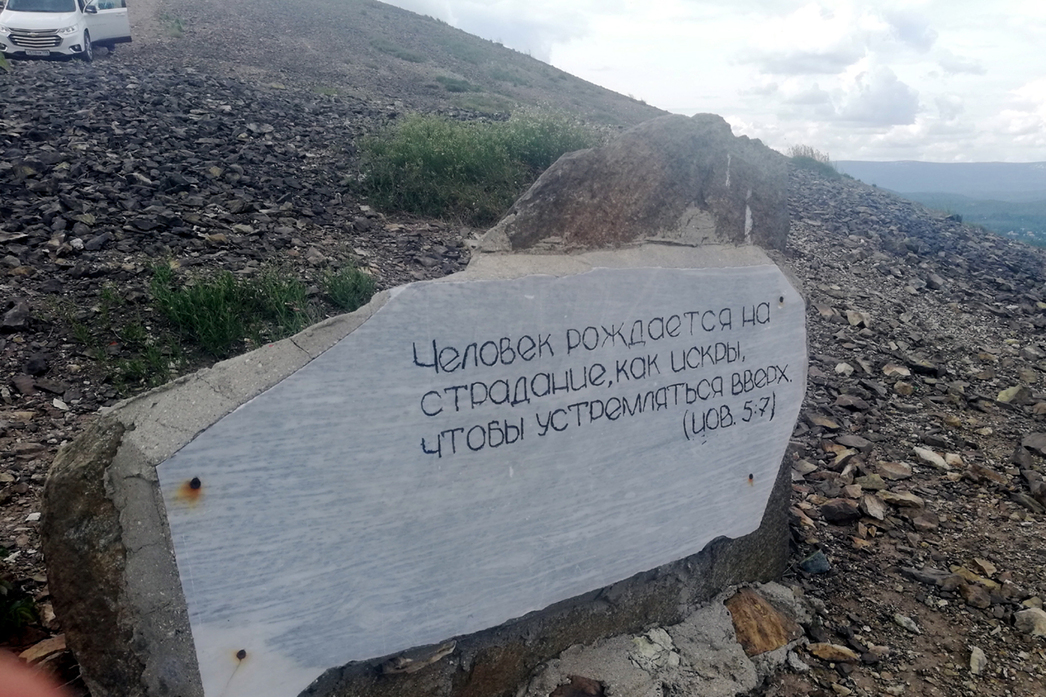 Человек рождается на
страдание, как искры,
чтобы устремляться вверх.
(Иов. 5:7)